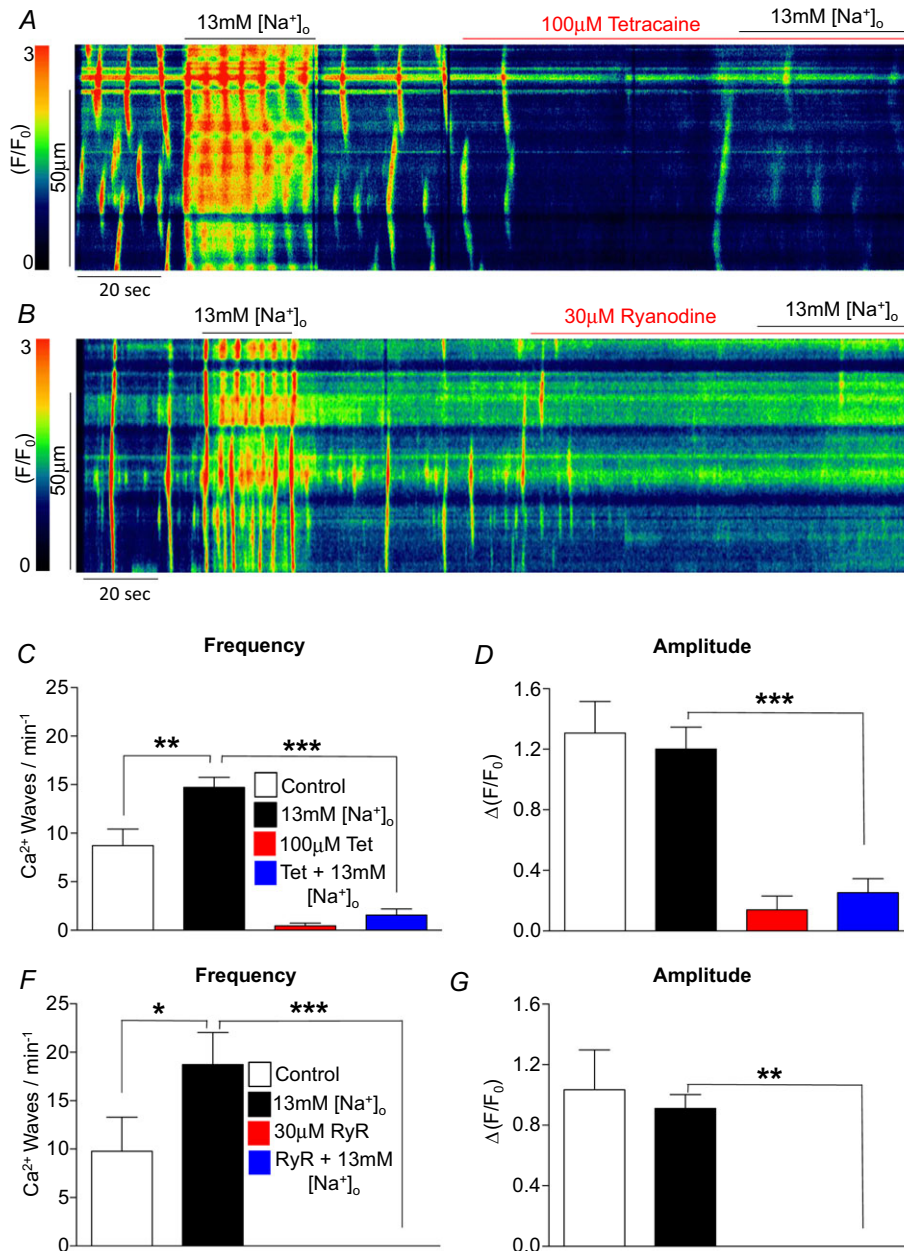 A
13mM [Na⁺]ₒ
100μM Tetracaine
13mM [Na⁺]ₒ
3
(F/F₀)
0
50μm
20 sec
B
13mM [Na⁺]ₒ
30μM Ryanodine
13mM [Na⁺]ₒ
3
(F/F₀)
0
50μm
20 sec
C
Frequency
Ca²⁺ Waves / min⁻¹
25
20
15
10
5
0
**
***
Control
13mM [Na⁺]ₒ
100μM Tet
Tet + 13mM
[Na⁺]ₒ
D
Amplitude
Δ(F/F₀)
1.6
1.2
0.8
0.4
0.0
***
F
Frequency
Ca²⁺ Waves / min⁻¹
25
20
15
10
5
0
*
***
Control
13mM [Na⁺]ₒ
30μM RyR
RyR + 13mM
[Na⁺]ₒ
G
Amplitude
Δ(F/F₀)
1.6
1.2
0.8
0.4
0.0
**